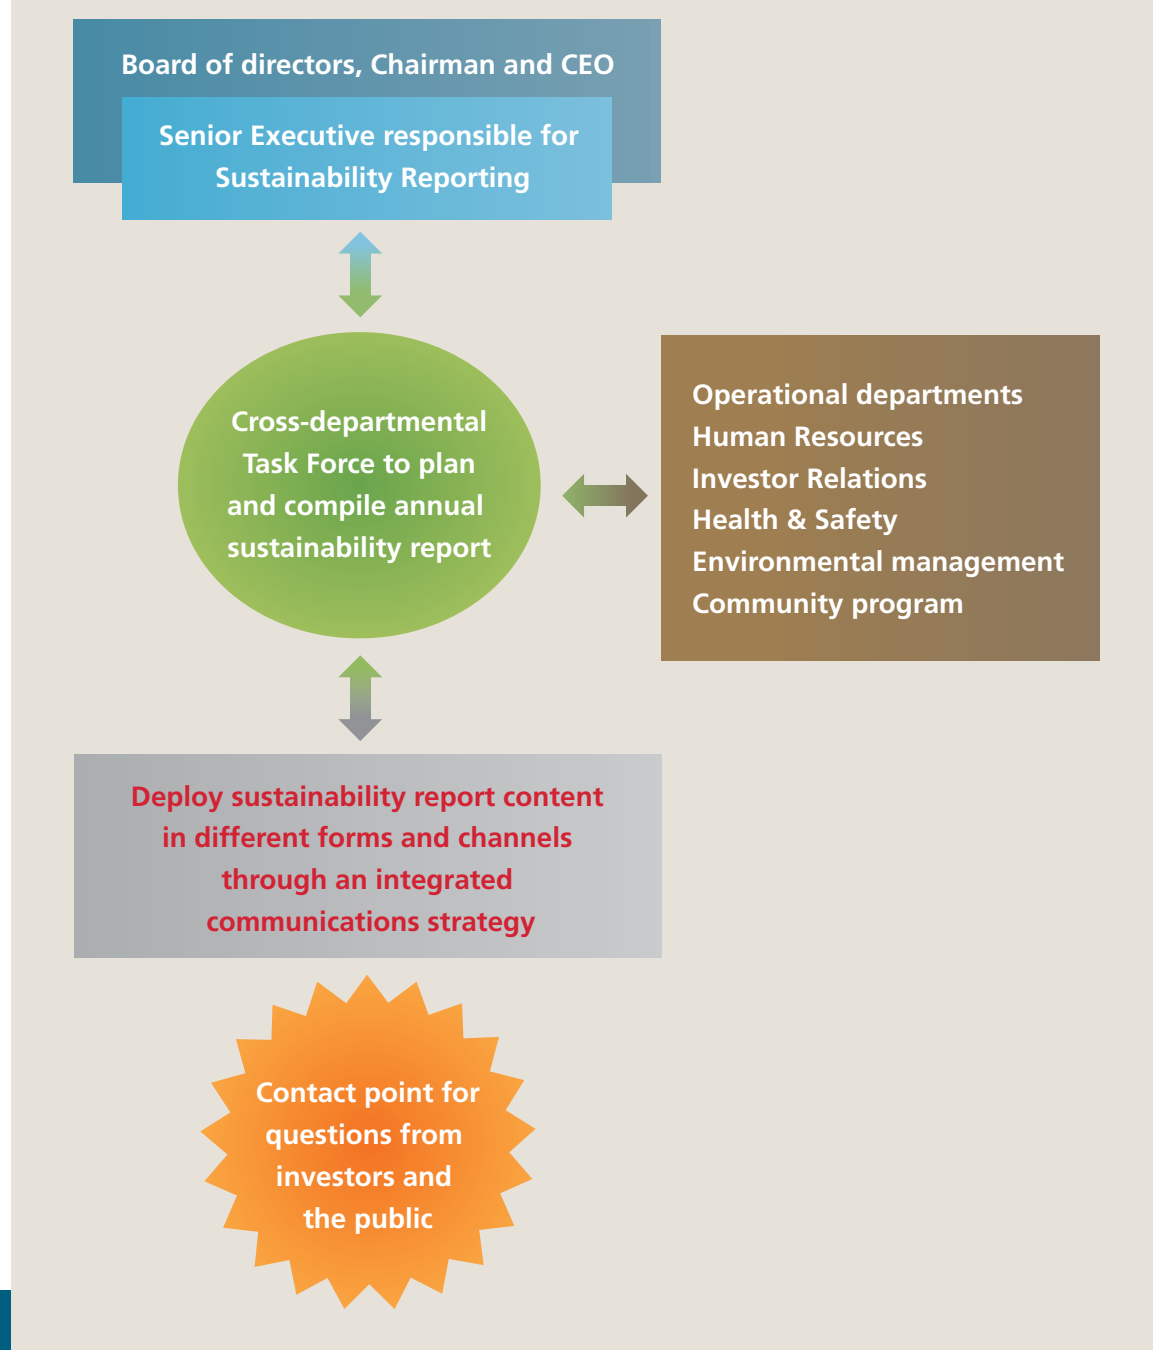 Board of directors, Chairman and CEO
Senior Executive responsible for
Sustainability Reporting
Cross-departmental
Task Force to plan
and compile annual
sustainability report
Operational departments
Human Resources
Investor Relations
Health & Safety
Environmental management
Community program
Deploy sustainability report content
in different forms and channels
through an integrated
communications strategy
Contact point for
questions from
investors and
the public